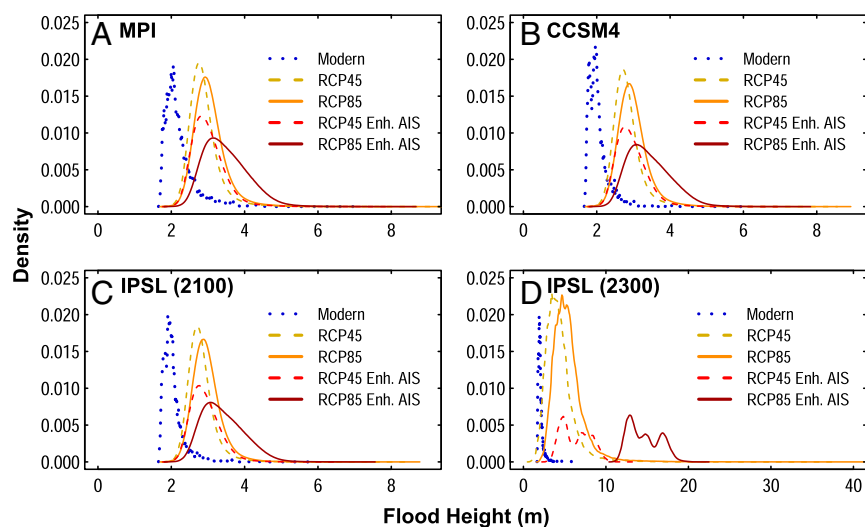 A MPI
0.025
0.020
0.015
0.010
0.005
0.000
0 2 4 6 8
Modern
RCP45
RCP85
RCP45 Enh. AIS
RCP85 Enh. AIS
B CCSM4
0.025
0.020
0.015
0.010
0.005
0.000
0 2 4 6 8
Modern
RCP45
RCP85
RCP45 Enh. AIS
RCP85 Enh. AIS
Density
C IPSL (2100)
0.025
0.020
0.015
0.010
0.005
0.000
0 2 4 6 8
Modern
RCP45
RCP85
RCP45 Enh. AIS
RCP85 Enh. AIS
D IPSL (2300)
0.025
0.020
0.015
0.010
0.005
0.000
0 10 20 30 40
Modern
RCP45
RCP85
RCP45 Enh. AIS
RCP85 Enh. AIS
Flood Height (m)